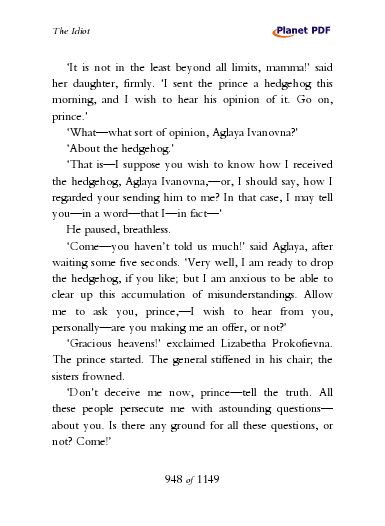 The Idiot
Planet PDF
‘It is not in the least beyond all limits, mamma!’ said
her daughter, firmly. ‘I sent the prince a hedgehog this
morning, and I wish to hear his opinion of it. Go on,
prince.’
‘What—what sort of opinion, Aglaya Ivanovna?’
‘About the hedgehog.’
‘That is—I suppose you wish to know how I received
the hedgehog, Aglaya Ivanovna,—or, I should say, how I
regarded your sending him to me? In that case, I may tell
you—in a word—that I—in fact—‘
He paused, breathless.
‘Come—you haven’t told us much!’ said Aglaya, after
waiting some five seconds. ‘Very well, I am ready to drop
the hedgehog, if you like; but I am anxious to be able to
clear up this accumulation of misunderstandings. Allow
me to ask you, prince,—I wish to hear from you,
personally—are you making me an offer, or not?’
‘Gracious heavens!’ exclaimed Lizabetha Prokofievna.
The prince started. The general stiffened in his chair; the
sisters frowned.
‘Don’t deceive me now, prince—tell the truth. All
these people persecute me with astounding questions—
about you. Is there any ground for all these questions, or
not? Come!’
948 of 1149